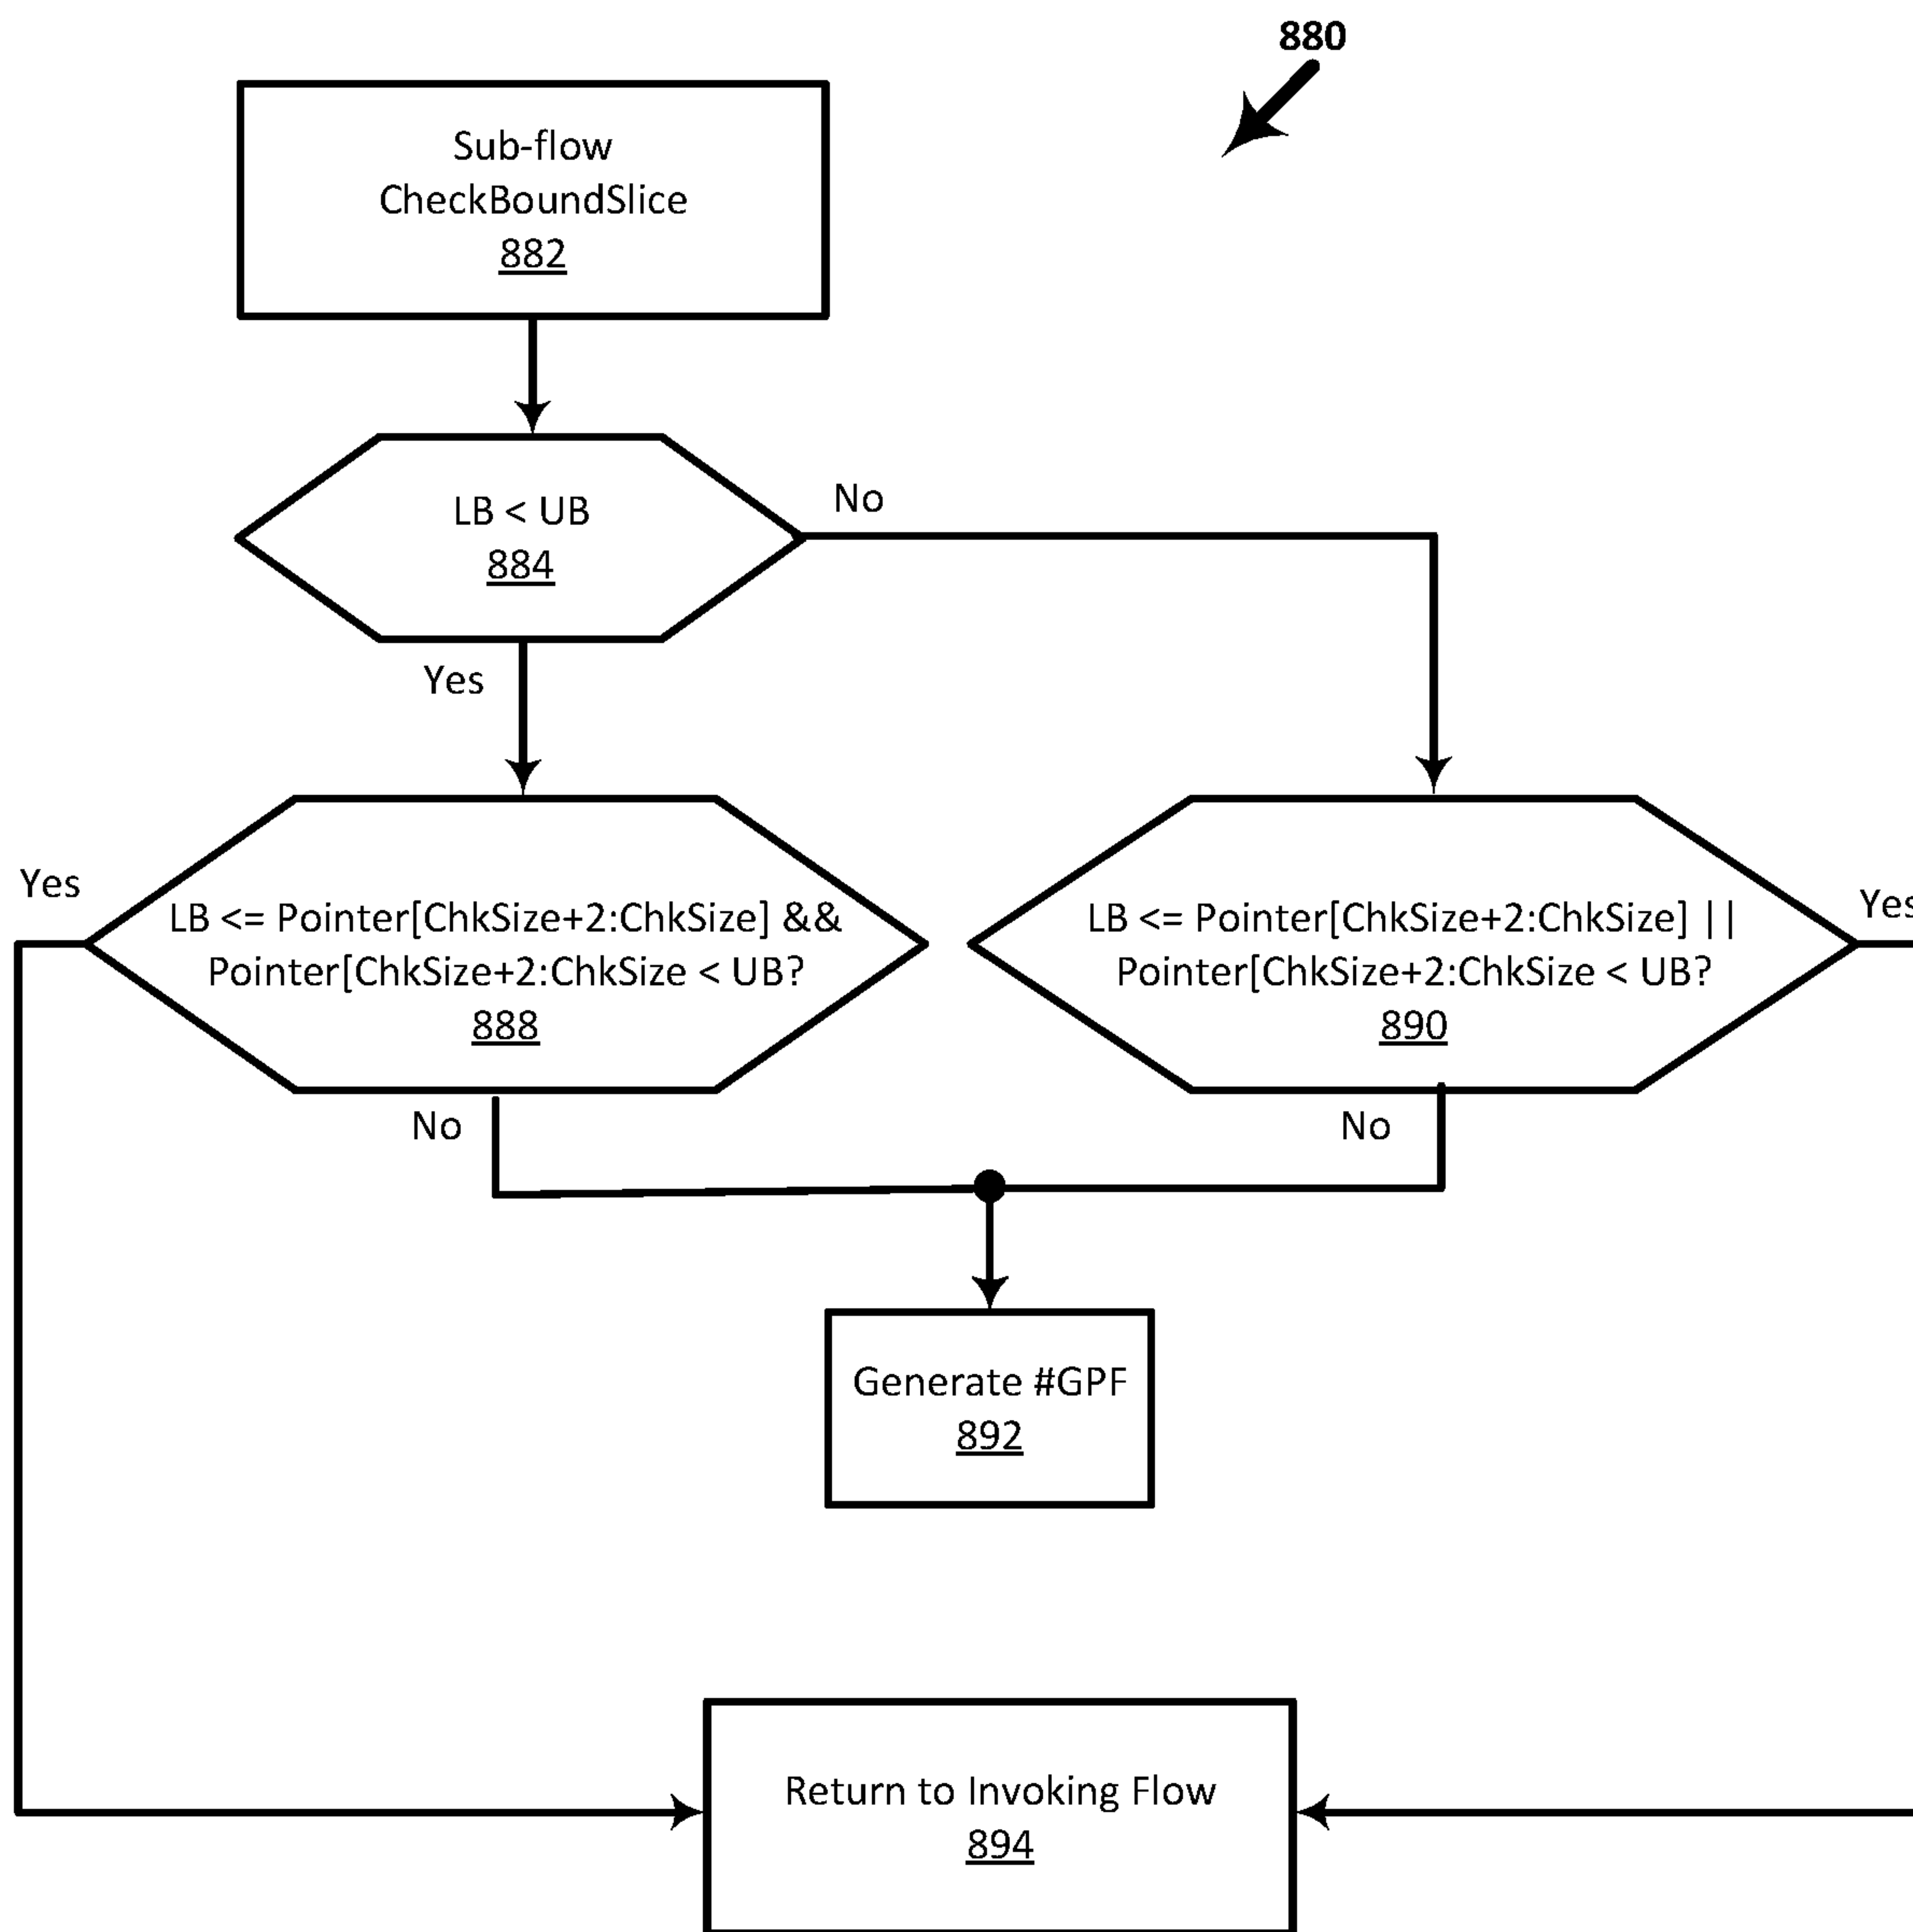 880
Sub-flow
CheckBoundSlice
882
LB < UB
884
No
Yes
Yes
LB <= Pointer[ChkSize+2:ChkSize] &&
Pointer[ChkSize+2:ChkSize < UB?
888
LB <= Pointer[ChkSize+2:ChkSize] ||
Pointer[ChkSize+2:ChkSize < UB?
890
Yes
No
No
Generate #GPF
892
Return to Invoking Flow
894